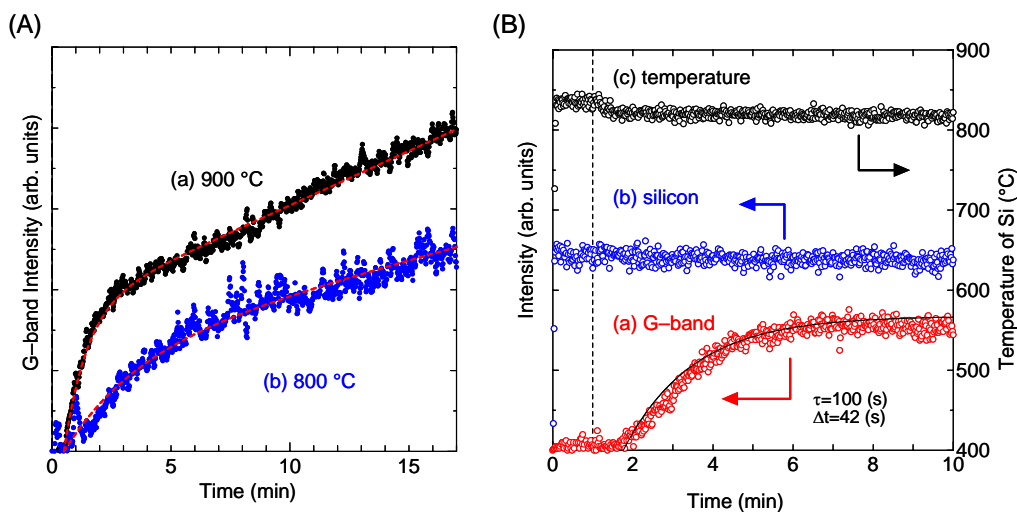 (A)
G–band Intensity (arb. units)
(a) 900 °C
(b) 800 °C
0
5
10
15
Time (min)
(B)
Intensity (arb. units)
(c) temperature
(b) silicon
(a) G–band
τ=100 (s)
Δt=42 (s)
900
800
700
600
500
400
Temperature of Si (°C)
0
2
4
6
8
10
Time (min)